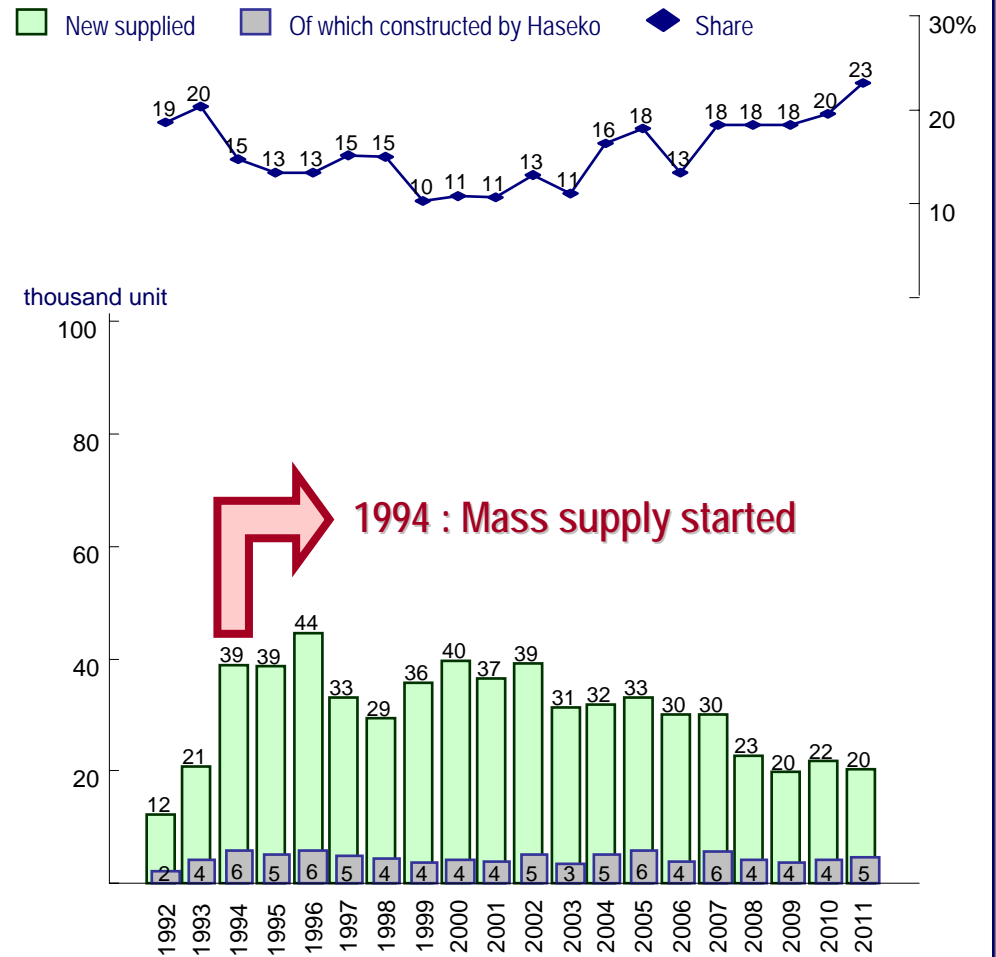 New supplied Of which constructed by Haseko Share
30%
20
10
19 20 15 13 13 15 15 10 11 11 13 11 16 18 13 18 18 18 20 23
thousand unit
100
80
60
40
20
1994 : Mass supply started
12 21 39 39 44 33 29 36 40 37 39 31 32 33 30 30 23 20 22 20
2 4 6 5 6 5 4 4 4 4 5 3 5 6 4 6 4 4 4 5
1992 1993 1994 1995 1996 1997 1998 1999 2000 2001 2002 2003 2004 2005 2006 2007 2008 2009 2010 2011